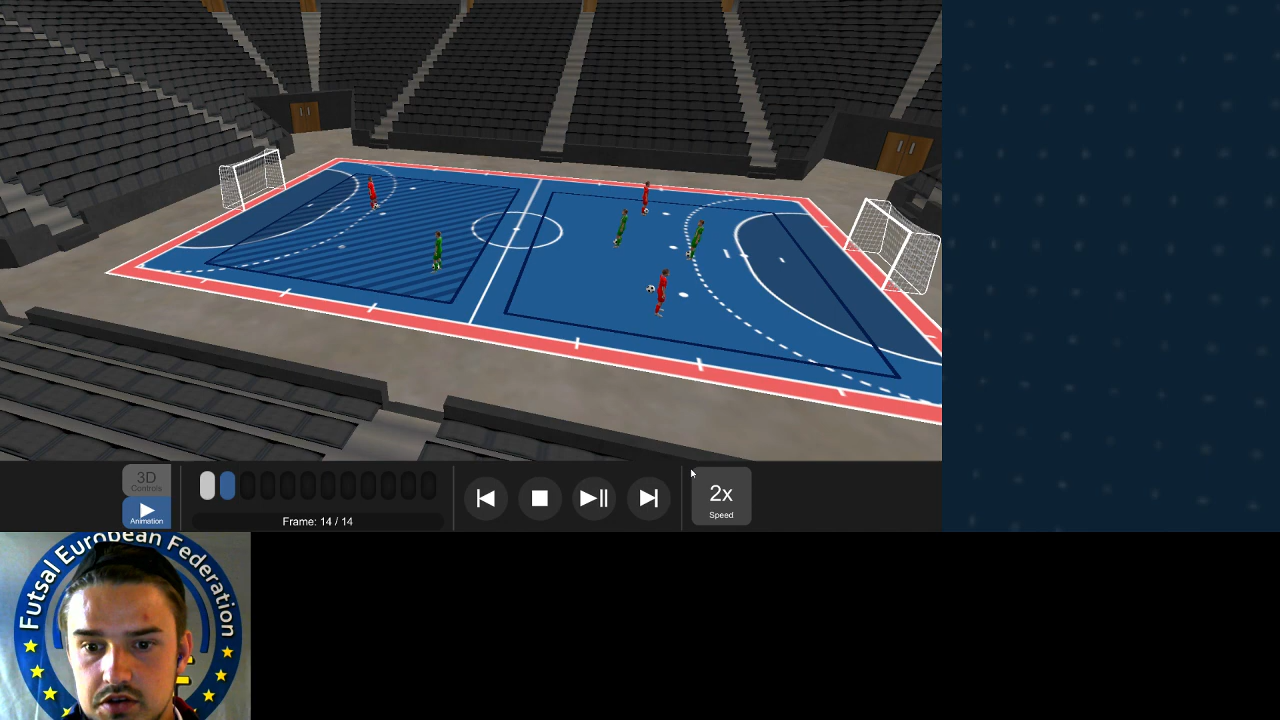 3D
Controls
Animation
Frame: 14 / 14
2x
Speed
Futsal European Federation